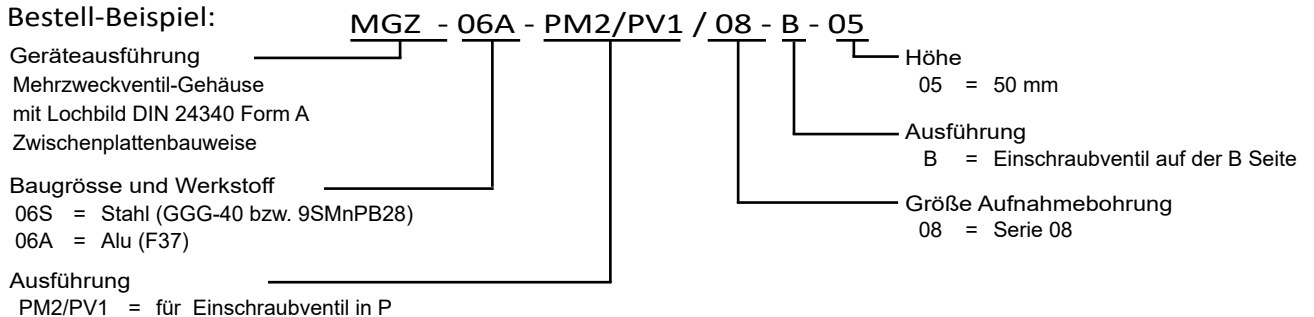 Bestell-Beispiel:
MGZ - 06A - PM2/PV1 / 08 - B - 05
Geräteausführung
Mehrzweckventil-Gehäuse
mit Lochbild DIN 24340 Form A
Zwischenplattenbauweise
Baugrösse und Werkstoff
06S = Stahl (GGG-40 bzw. 9SMnPB28)
06A = Alu (F37)
Ausführung
PM2/PV1 = für Einschraubventil in P
Höhe
05 = 50 mm
Ausführung
B = Einschraubventil auf der B Seite
Größe Aufnahmebohrung
08 = Serie 08